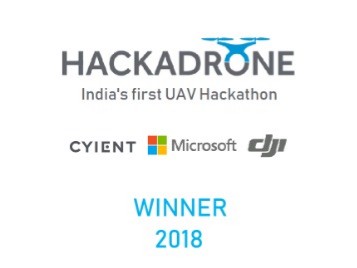 HACKADRONE
India's first UAV Hackathon
CYIENT Microsoft dji
WINNER
2018